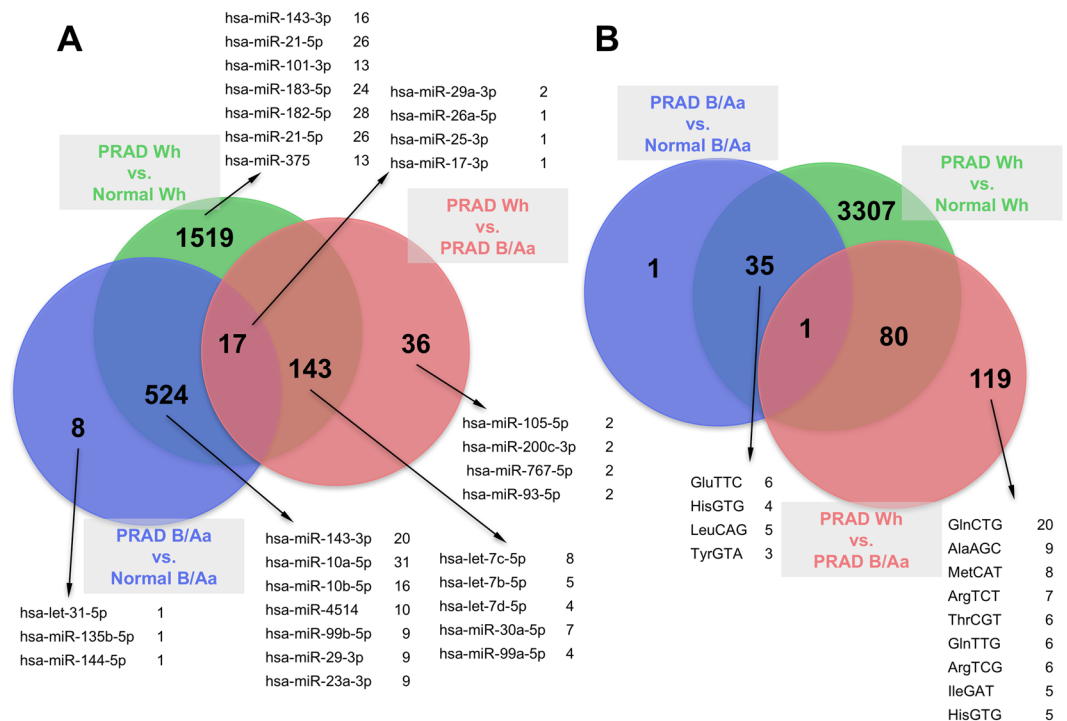 A
hsa-miR-143-3p 16
hsa-miR-21-5p 26
hsa-miR-101-3p 13
hsa-miR-183-5p 24
hsa-miR-182-5p 28
hsa-miR-21-5p 26
hsa-miR-375 13
hsa-miR-29a-3p 2
hsa-miR-26a-5p 1
hsa-miR-25-3p 1
hsa-miR-17-3p 1
PRAD Wh
vs.
Normal Wh
PRAD Wh
vs.
PRAD B/Aa
1519
17
36
143
524
8
hsa-miR-105-5p 2
hsa-miR-200c-3p 2
hsa-miR-767-5p 2
hsa-miR-93-5p 2
PRAD B/Aa
vs.
Normal B/Aa
hsa-let-31-5p 1
hsa-miR-135b-5p 1
hsa-miR-144-5p 1
hsa-miR-143-3p 20
hsa-miR-10a-5p 31
hsa-miR-10b-5p 16
hsa-miR-4514 10
hsa-miR-99b-5p 9
hsa-miR-29-3p 9
hsa-miR-23a-3p 9
hsa-let-7c-5p 8
hsa-let-7b-5p 5
hsa-let-7d-5p 4
hsa-miR-30a-5p 7
hsa-miR-99a-5p 4
B
PRAD B/Aa
vs.
Normal B/Aa
PRAD Wh
vs.
Normal Wh
3307
1
35
1
80
119
GluTTC 6
HisGTG 4
LeuCAG 5
TyrGTA 3
PRAD Wh
vs.
PRAD B/Aa
GlnCTG 20
AlaAGC 9
MetCAT 8
ArgTCT 7
ThrCGT 6
GlnTTG 6
ArgTCG 6
IleGAT 5
HisGTG 5